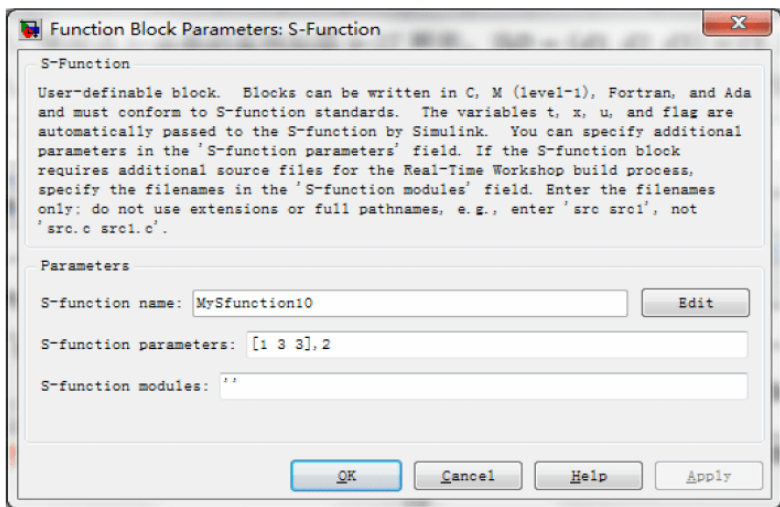 Function Block Parameters: S-Function
S-Function
User-definable block.  Blocks can be written in C, M (level-1), Fortran, and Ada
and must conform to S-function standards.  The variables t, x, u, and flag are
automatically passed to the S-function by Simulink.  You can specify additional
parameters in the 'S-function parameters' field. If the S-function block
requires additional source files for the Real-Time Workshop build process,
specify the filenames in the 'S-function modules' field. Enter the filenames
only; do not use extensions or full pathnames, e.g., enter 'src src1', not
'src.c src1.c'.
Parameters
S-function name: MySfunction10 Edit
S-function parameters: [1 3 3],2
S-function modules: ''
OK Cancel Help Apply